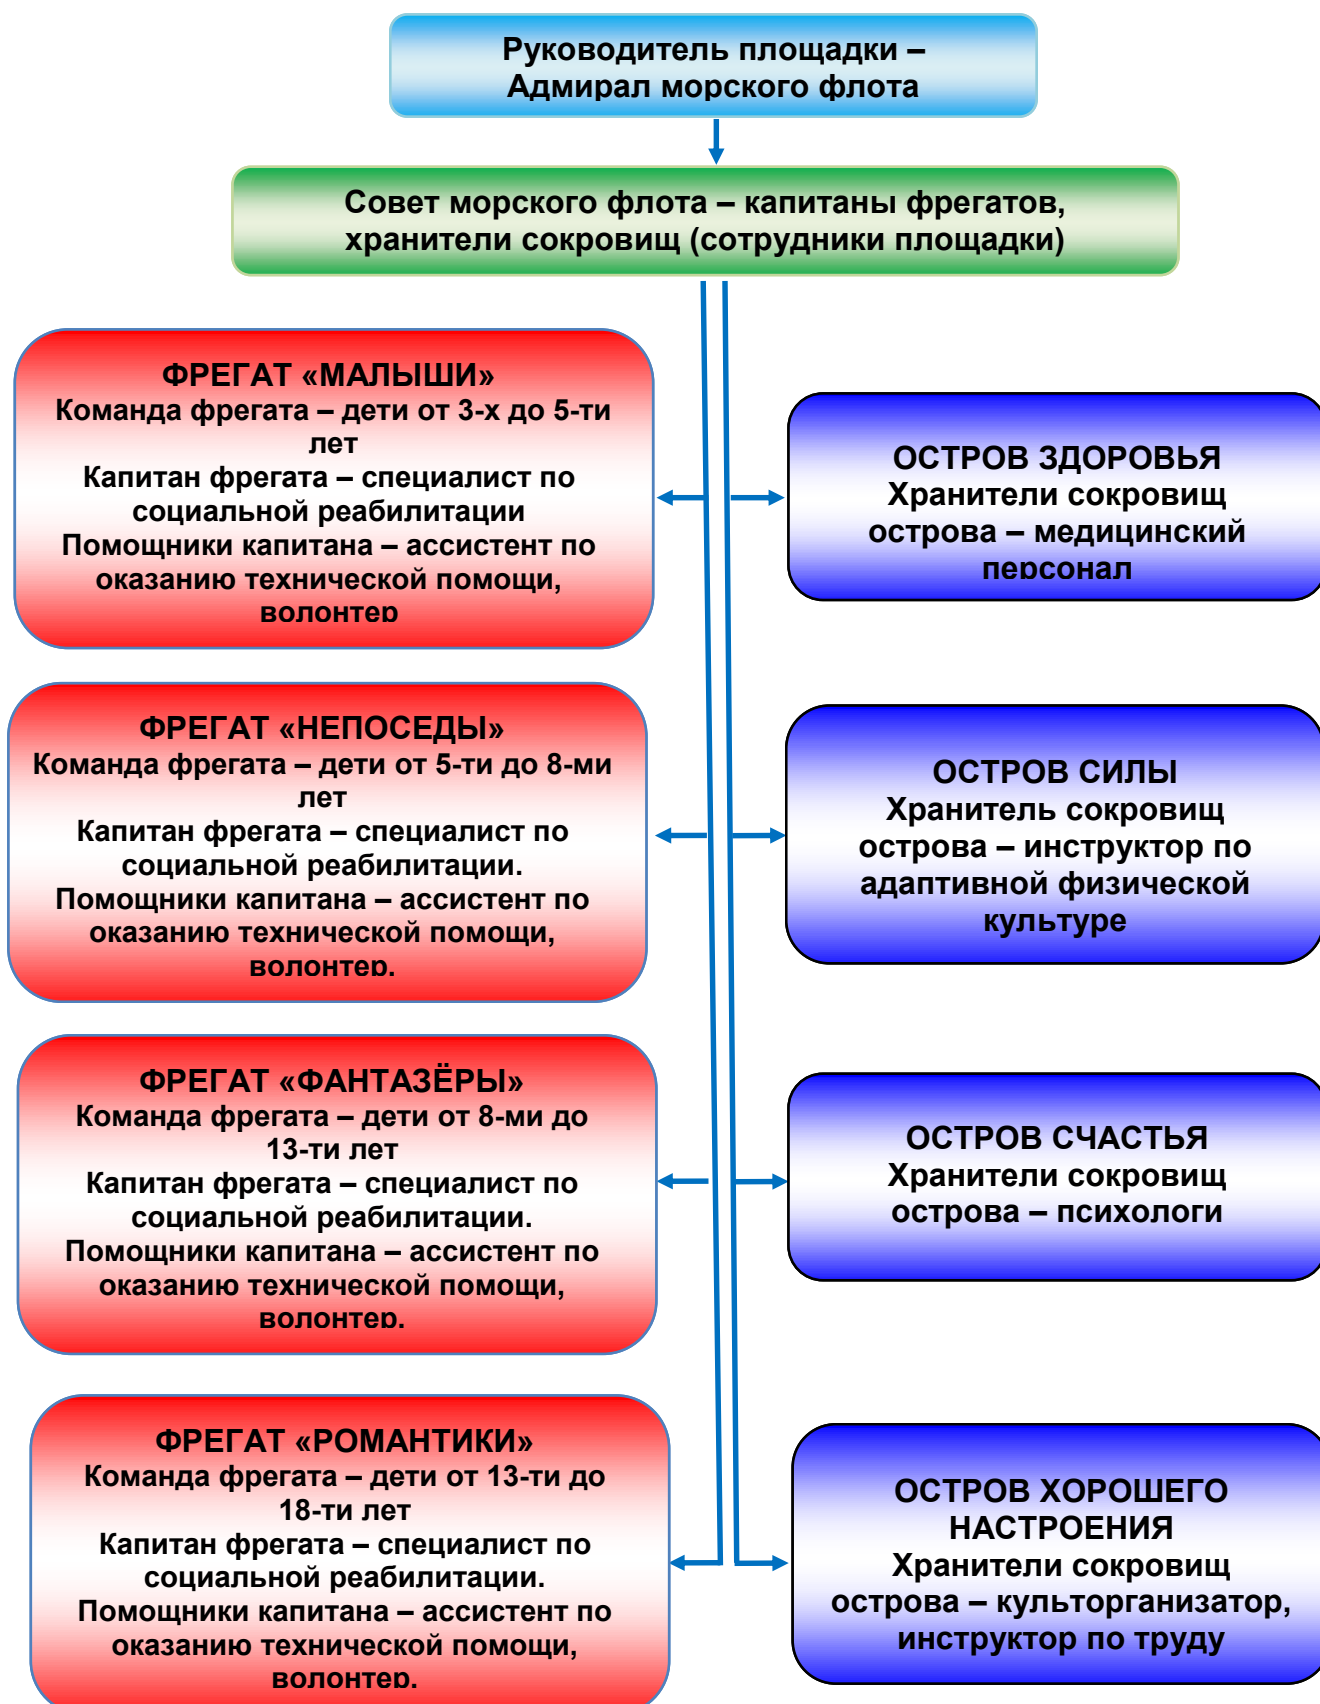 Руководитель площадки –
Адмирал морского флота
Совет морского флота – капитаны фрегатов,
хранители сокровищ (сотрудники площадки)
ФРЕГАТ «МАЛЫШИ»
Команда фрегата – дети от 3-х до 5-ти
лет
Капитан фрегата – специалист по
социальной реабилитации
Помощники капитана – ассистент по
оказанию технической помощи,
волонтер
ОСТРОВ ЗДОРОВЬЯ
Хранители сокровищ
острова – медицинский
персонал
ФРЕГАТ «НЕПОСЕДЫ»
Команда фрегата – дети от 5-ти до 8-ми
лет
Капитан фрегата – специалист по
социальной реабилитации.
Помощники капитана – ассистент по
оказанию технической помощи,
волонтер.
ОСТРОВ СИЛЫ
Хранитель сокровищ
острова – инструктор по
адаптивной физической
культуре
ФРЕГАТ «ФАНТАЗЁРЫ»
Команда фрегата – дети от 8-ми до
13-ти лет
Капитан фрегата – специалист по
социальной реабилитации.
Помощники капитана – ассистент по
оказанию технической помощи,
волонтер.
ОСТРОВ СЧАСТЬЯ
Хранители сокровищ
острова – психологи
ФРЕГАТ «РОМАНТИКИ»
Команда фрегата – дети от 13-ти до
18-ти лет
Капитан фрегата – специалист по
социальной реабилитации.
Помощники капитана – ассистент по
оказанию технической помощи,
волонтер.
ОСТРОВ ХОРОШЕГО
НАСТРОЕНИЯ
Хранители сокровищ
острова – культорганизатор,
инструктор по труду